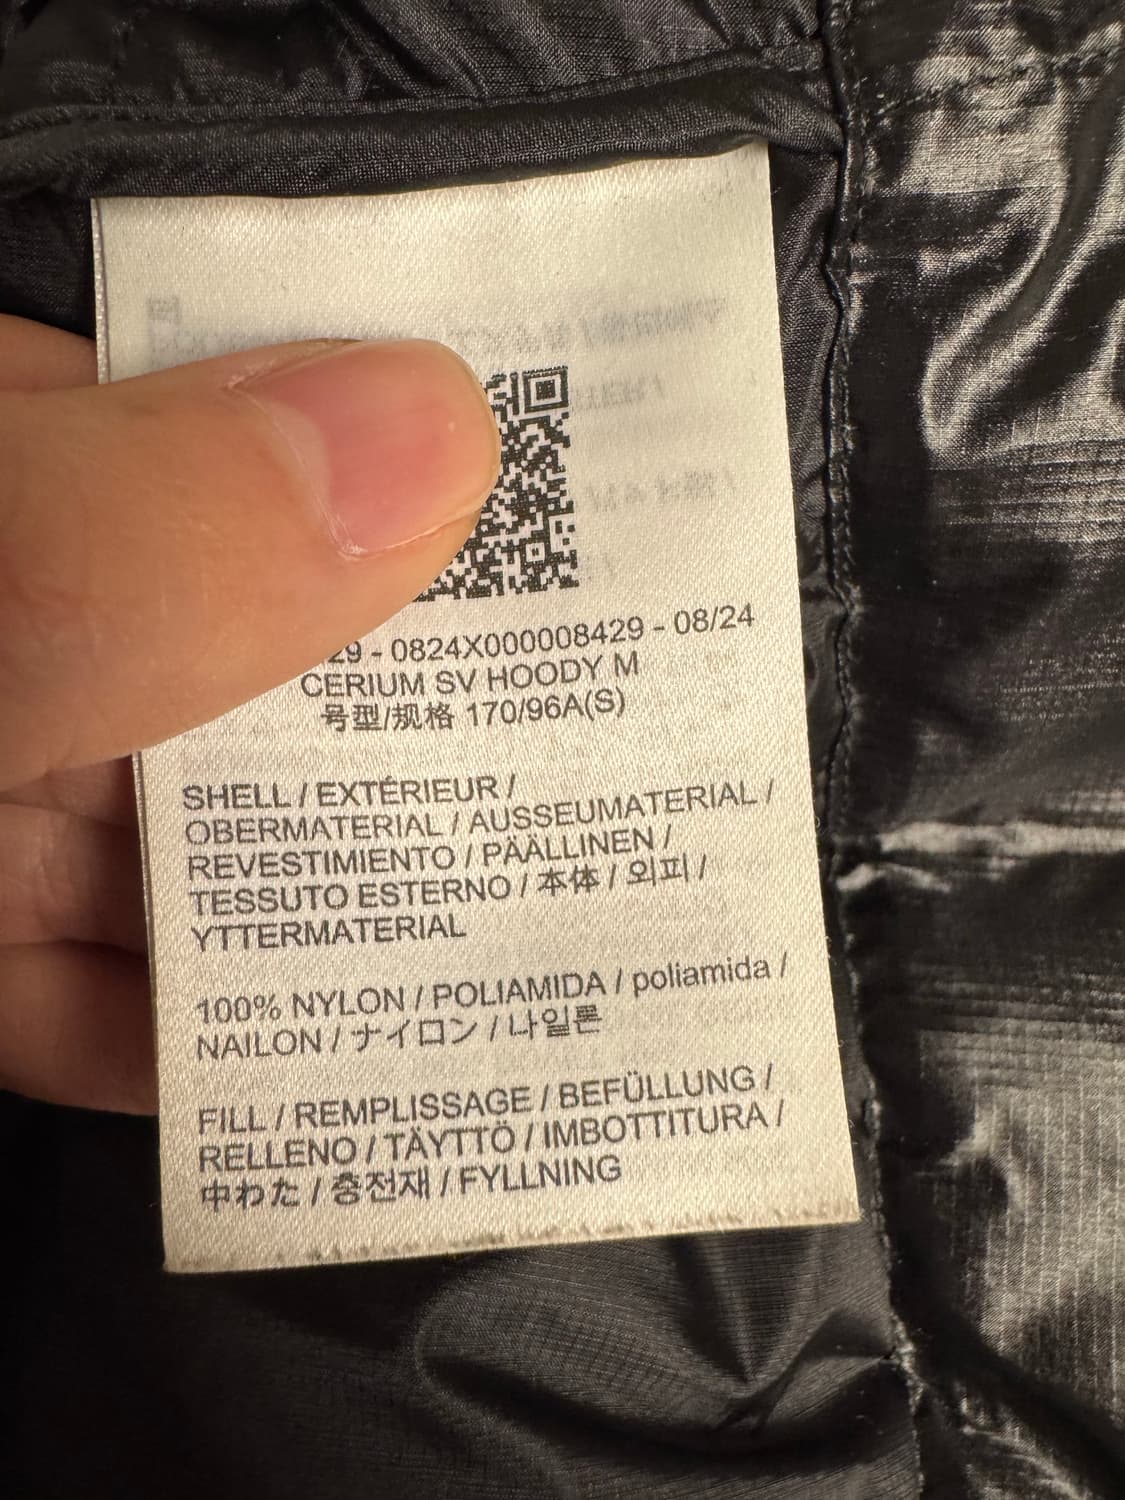 29 - 0824X000008429 - 08/24
CERIUM SV HOODY M
号型/规格 170/96A(S)
SHELL / EXTÉRIEUR /
OBERMATERIAL / AUSSEUMATERIAL /
REVESTIMIENTO / PÄÄLLINEN /
TESSUTO ESTERNO / 本体 / 외피 /
YTTERMATERIAL
100% NYLON / POLIAMIDA / poliamida /
NAILON / ナイロン / 나일론
FILL / REMPLISSAGE / BEFÜLLUNG /
RELLENO / TÄYTTÖ / IMBOTTITURA /
中わた / 충전재 / FYLLNING